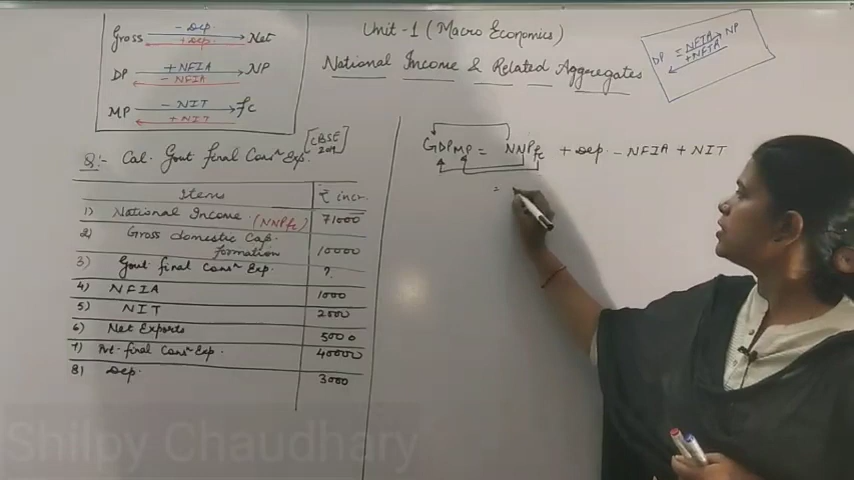 Unit-1 (Macro Economics)
National Income & Related Aggregates
Gross - Dep. Net
+ Dep.
DP +NFIA NP
- NFIA
MP - NIT fc
+ NIT
DP = NFIA NP
+NFIA
Q:- Cal. Govt final Consn Exp. [CBSE
Items ₹ in cr.
1) National Income (NNPfc) 71000
2) Gross domestic Cap. formation 10000
3) Govt final Consn Exp. ?
4) NFIA 1000
5) NIT 2000
6) Net Exports 5000
7) Pvt. final Consn Exp. 40000
8) Dep. 3000
GDPMP = NNPfc + Dep - NFIA + NIT
=
Shilpy Chaudhary